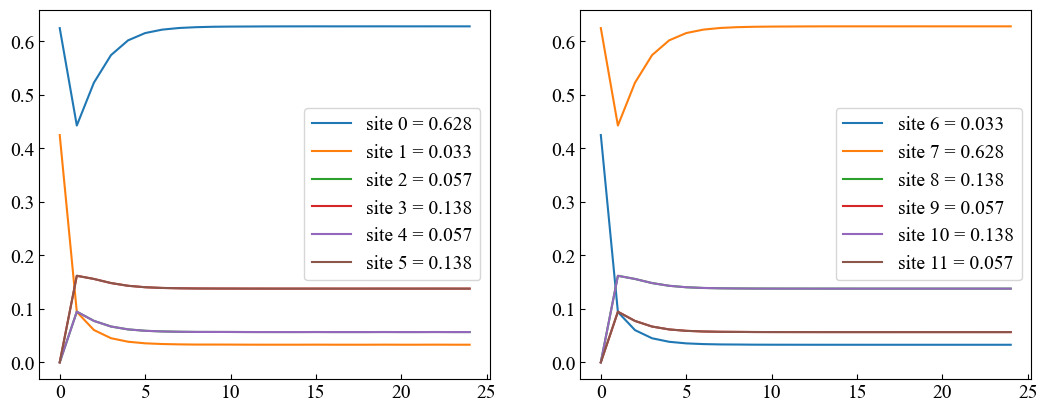 0.6
0.5
0.4
0.3
0.2
0.1
0.0
0
5
10
15
20
25
site 0 = 0.628
site 1 = 0.033
site 2 = 0.057
site 3 = 0.138
site 4 = 0.057
site 5 = 0.138
0.6
0.5
0.4
0.3
0.2
0.1
0.0
0
5
10
15
20
25
site 6 = 0.033
site 7 = 0.628
site 8 = 0.138
site 9 = 0.057
site 10 = 0.138
site 11 = 0.057